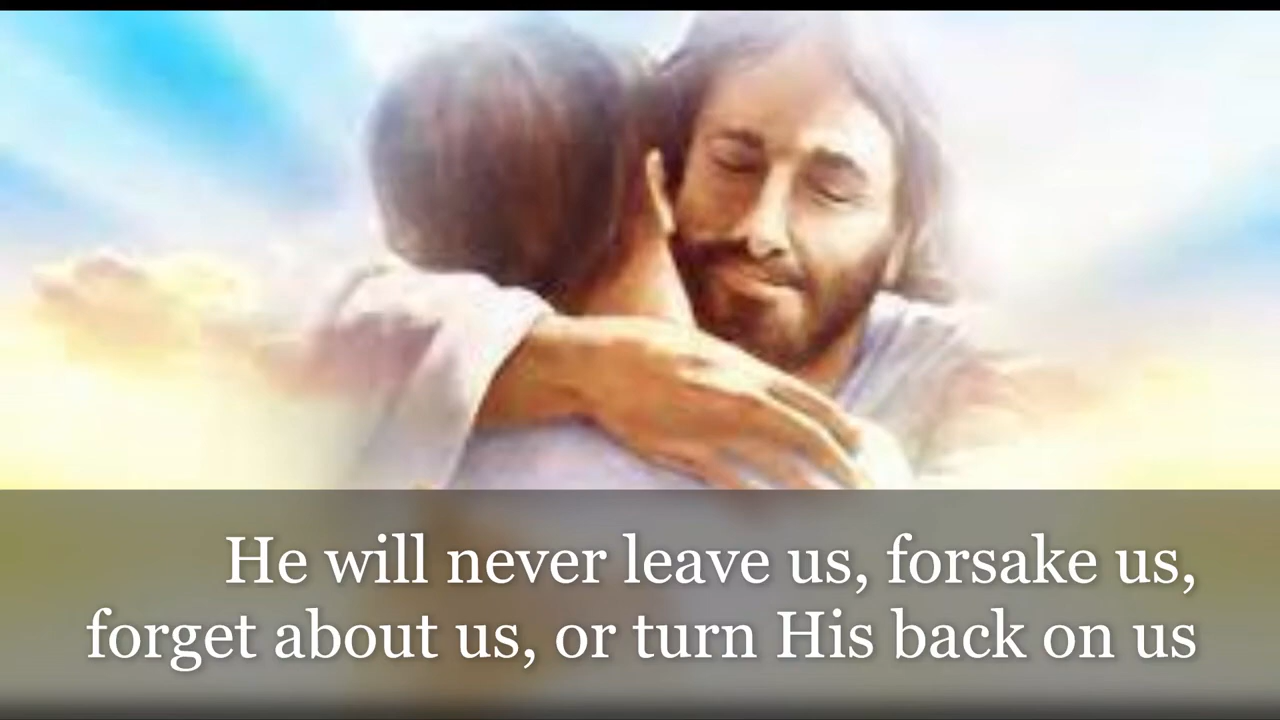 He will never leave us, forsake us,
forget about us, or turn His back on us